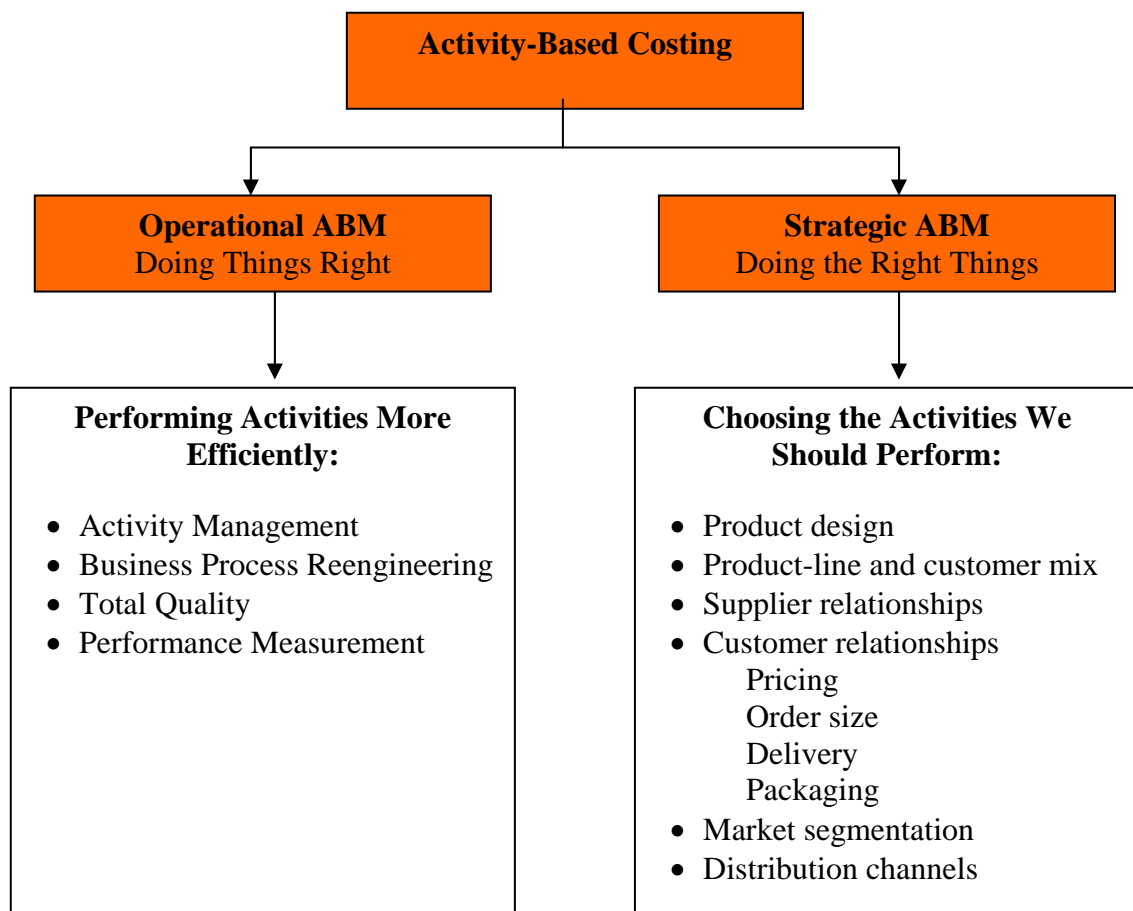 Activity-Based Costing
Operational ABM
Doing Things Right
Strategic ABM
Doing the Right Things
Performing Activities More
Efficiently:
• Activity Management
• Business Process Reengineering
• Total Quality
• Performance Measurement
Choosing the Activities We
Should Perform:
• Product design
• Product-line and customer mix
• Supplier relationships
• Customer relationships
Pricing
Order size
Delivery
Packaging
• Market segmentation
• Distribution channels